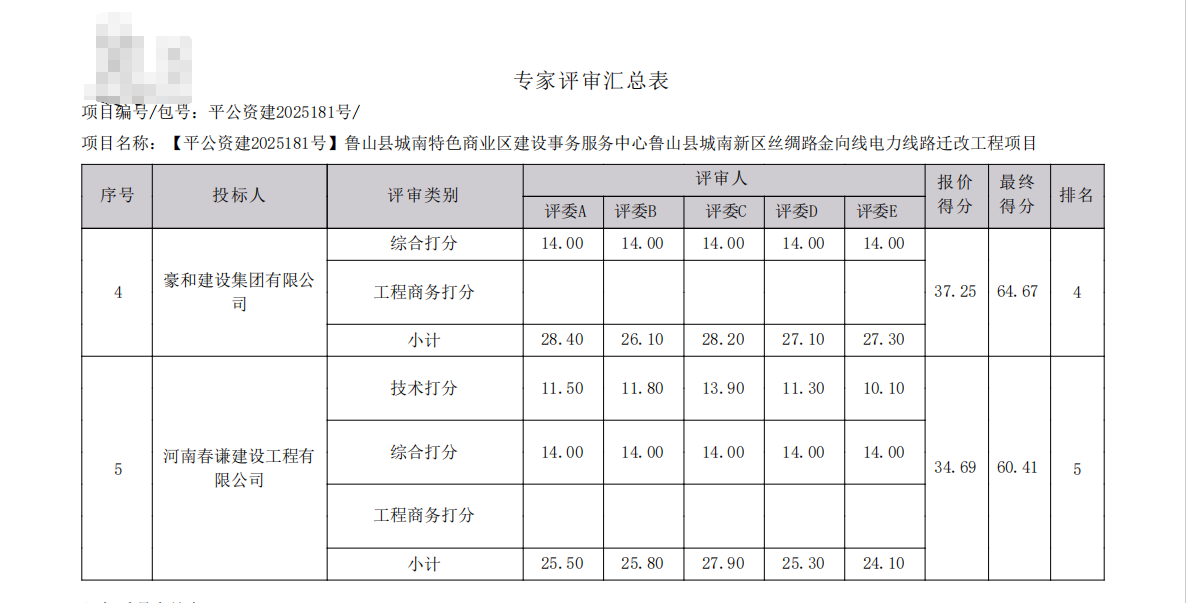 专家评审汇总表
项目编号/包号：平公资建2025181号/
项目名称：【平公资建2025181号】鲁山县城南特色商业区建设事务服务中心鲁山县城南新区丝绸路金向线电力线路迁改工程项目
序号 投标人 评审类别 评审人 报价得分 最终得分 排名
评委A 评委B 评委C 评委D 评委E
4 豪和建设集团有限公司 综合打分 14.00 14.00 14.00 14.00 14.00 37.25 64.67 4
工程商务打分
小计 28.40 26.10 28.20 27.10 27.30
5 河南春谦建设工程有限公司 技术打分 11.50 11.80 13.90 11.30 10.10 34.69 60.41 5
综合打分 14.00 14.00 14.00 14.00 14.00
工程商务打分
小计 25.50 25.80 27.90 25.30 24.10